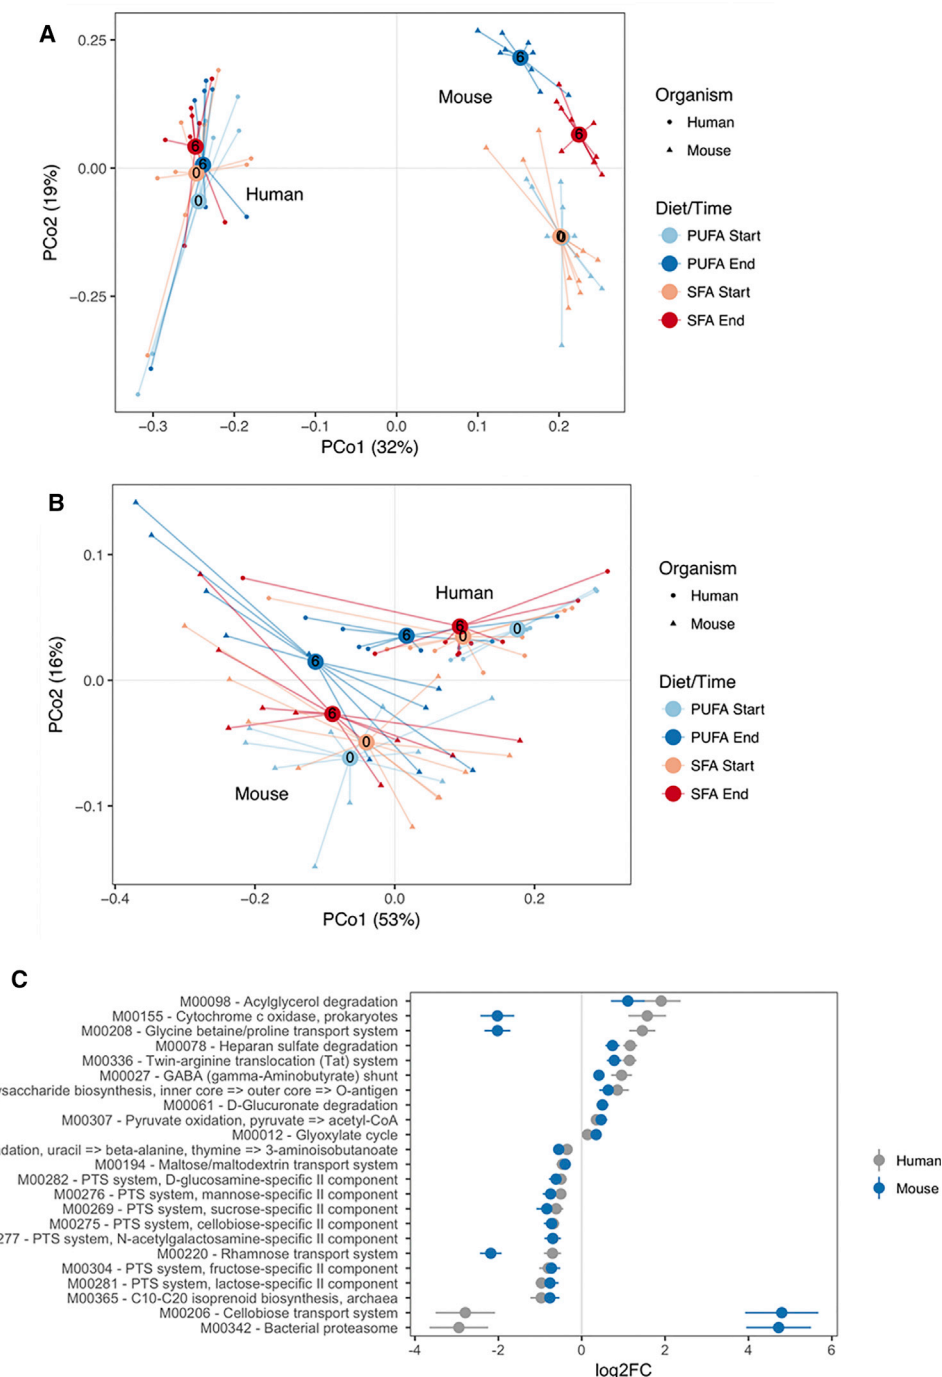 A
0.25
0.00
−0.25
PCo2 (19%)
Mouse
Human
6
6
6
6
0
0
0
0
−0.3
−0.2
−0.1
0.0
0.1
0.2
PCo1 (32%)
Organism
Human
Mouse
Diet/Time
PUFA Start
PUFA End
SFA Start
SFA End
B
0.1
0.0
−0.1
PCo2 (16%)
Human
Mouse
6
6
0
0
6
6
0
0
−0.4
−0.2
0.0
0.2
PCo1 (53%)
Organism
Human
Mouse
Diet/Time
PUFA Start
PUFA End
SFA Start
SFA End
C
M00098 - Acylglycerol degradation
M00155 - Cytochrome c oxidase, prokaryotes
M00208 - Glycine betaine/proline transport system
M00078 - Heparan sulfate degradation
M00336 - Twin-arginine translocation (Tat) system
M00027 - GABA (gamma-Aminobutyrate) shunt
ysaccharide biosynthesis, inner core => outer core => O-antigen
M00061 - D-Glucuronate degradation
M00307 - Pyruvate oxidation, pyruvate => acetyl-CoA
M00012 - Glyoxylate cycle
dation, uracil => beta-alanine, thymine => 3-aminoisobutanoate
M00194 - Maltose/maltodextrin transport system
M00282 - PTS system, D-glucosamine-specific II component
M00276 - PTS system, mannose-specific II component
M00269 - PTS system, sucrose-specific II component
M00275 - PTS system, cellobiose-specific II component
277 - PTS system, N-acetylgalactosamine-specific II component
M00220 - Rhamnose transport system
M00304 - PTS system, fructose-specific II component
M00281 - PTS system, lactose-specific II component
M00365 - C10-C20 isoprenoid biosynthesis, archaea
M00206 - Cellobiose transport system
M00342 - Bacterial proteasome
-4
-2
0
2
4
6
log2FC
Human
Mouse